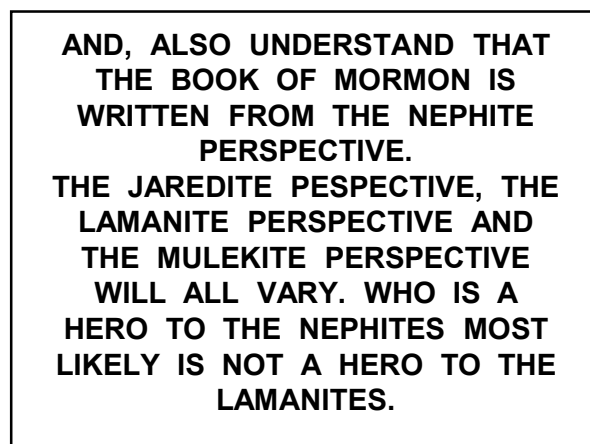 AND, ALSO UNDERSTAND THAT
THE BOOK OF MORMON IS
WRITTEN FROM THE NEPHITE
PERSPECTIVE.
THE JAREDITE PESPECTIVE, THE
LAMANITE PERSPECTIVE AND
THE MULEKITE PERSPECTIVE
WILL ALL VARY. WHO IS A
HERO TO THE NEPHITES MOST
LIKELY IS NOT A HERO TO THE
LAMANITES.